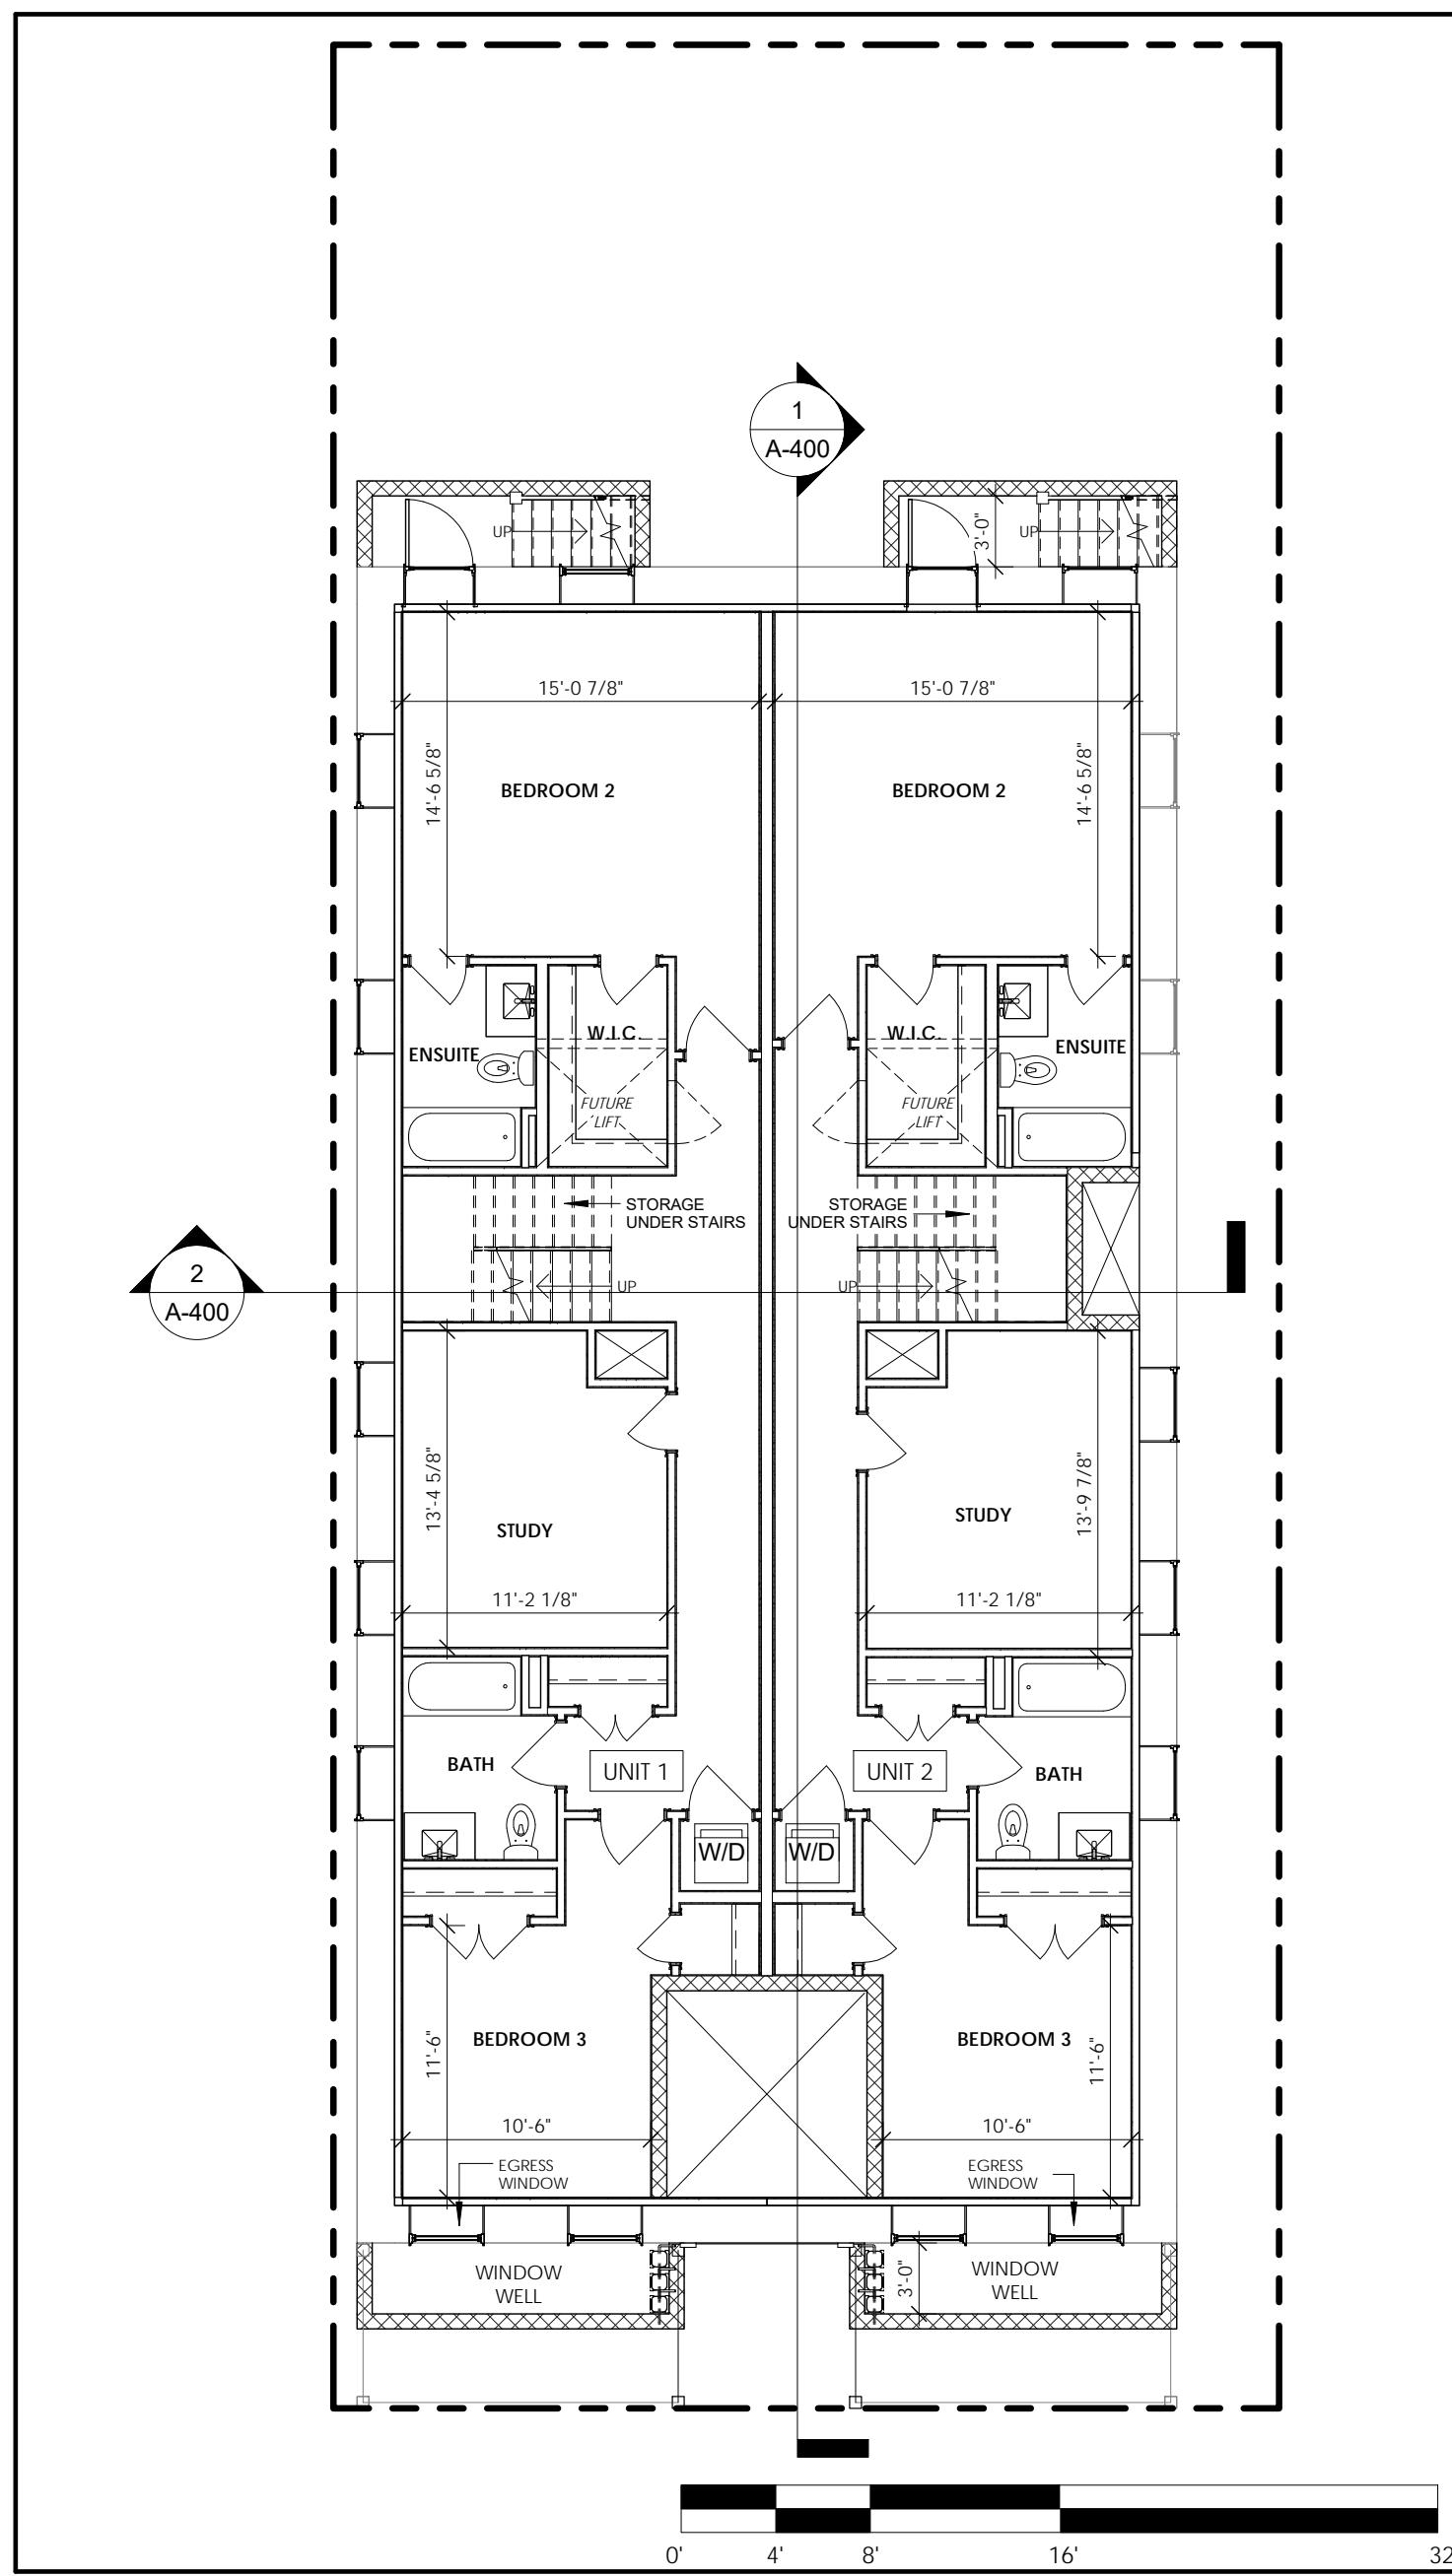 1
A-400
UP
3'-0"
UP
15'-0 7/8"
15'-0 7/8"
14'-6 5/8"
14'-6 5/8"
BEDROOM 2
BEDROOM 2
W.I.C.
W.I.C.
ENSUITE
ENSUITE
FUTURE
LIFT
FUTURE
LIFT
STORAGE
UNDER STAIRS
STORAGE
UNDER STAIRS
2
A-400
UP
UP
13'-4 5/8"
13'-9 7/8"
STUDY
STUDY
11'-2 1/8"
11'-2 1/8"
BATH
UNIT 1
UNIT 2
BATH
W/D
W/D
BEDROOM 3
BEDROOM 3
11'-6"
11'-6"
10'-6"
10'-6"
EGRESS
WINDOW
EGRESS
WINDOW
WINDOW
WELL
3'-0"
WINDOW
WELL
0'
4'
8'
16'
32